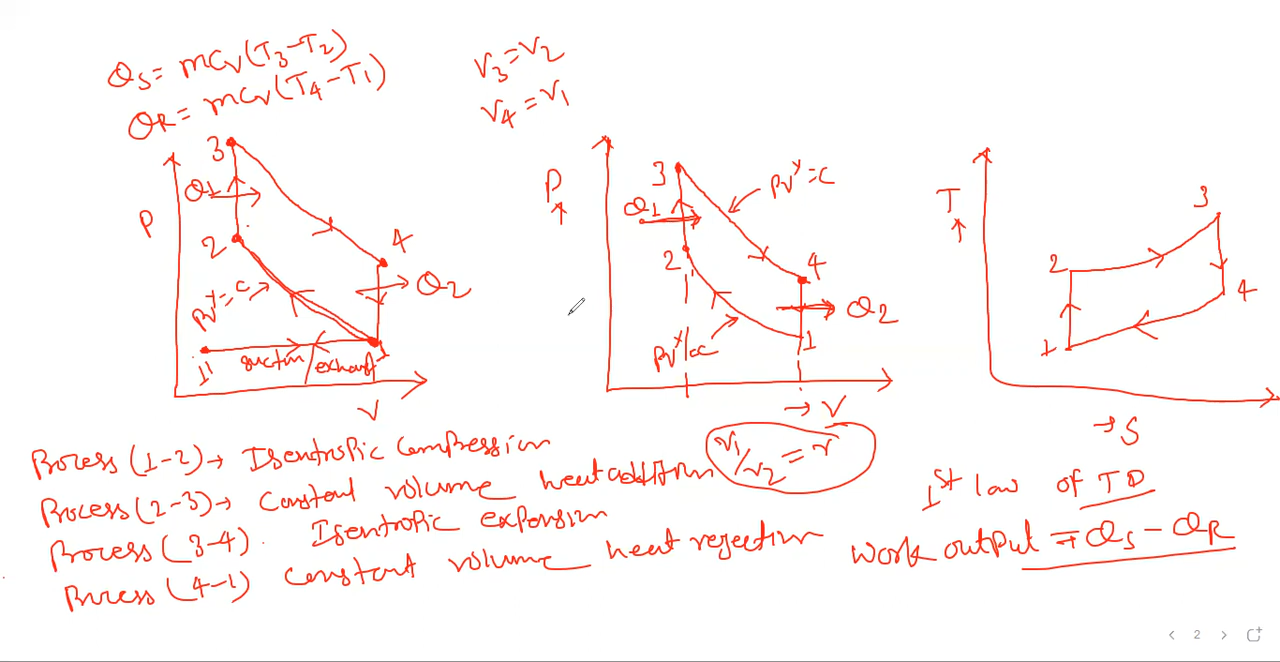 Qs = mcv(T3-T2)
QR = mcv(T4-T1)
v3 = v2
v4 = v1
P
3
Q1
2
4
Q2
Pv^γ = c
1'
suction/exhaust
1
V
P
3
Q1
2
Pv^γ = c
4
Q2
Pv^γ = c
1
→ V
v1/v2 = r
T
2
3
4
1
→ S
Process (1-2) → Isentropic Compression
Process (2-3) → Constant volume heat addition
Process (3-4). Isentropic expansion
Process (4-1) Constant volume heat rejection
1st law of TD
work output = Qs - QR
2